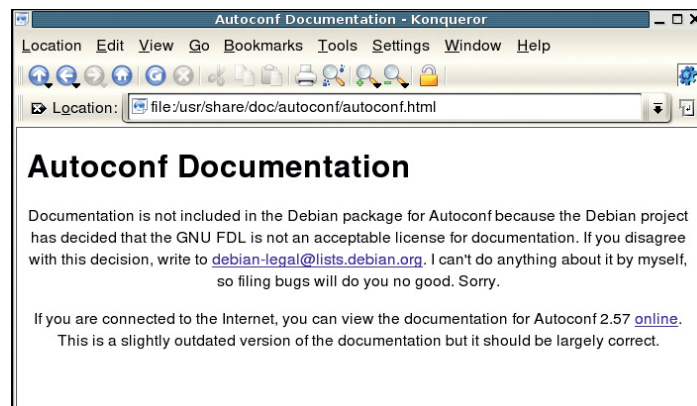 Autoconf Documentation - Konqueror
Location Edit View Go Bookmarks Tools Settings Window Help
Location: file:/usr/share/doc/autoconf/autoconf.html
Autoconf Documentation
Documentation is not included in the Debian package for Autoconf because the Debian project
has decided that the GNU FDL is not an acceptable license for documentation. If you disagree
with this decision, write to debian-legal@lists.debian.org. I can't do anything about it by myself,
so filing bugs will do you no good. Sorry.
If you are connected to the Internet, you can view the documentation for Autoconf 2.57 online.
This is a slightly outdated version of the documentation but it should be largely correct.